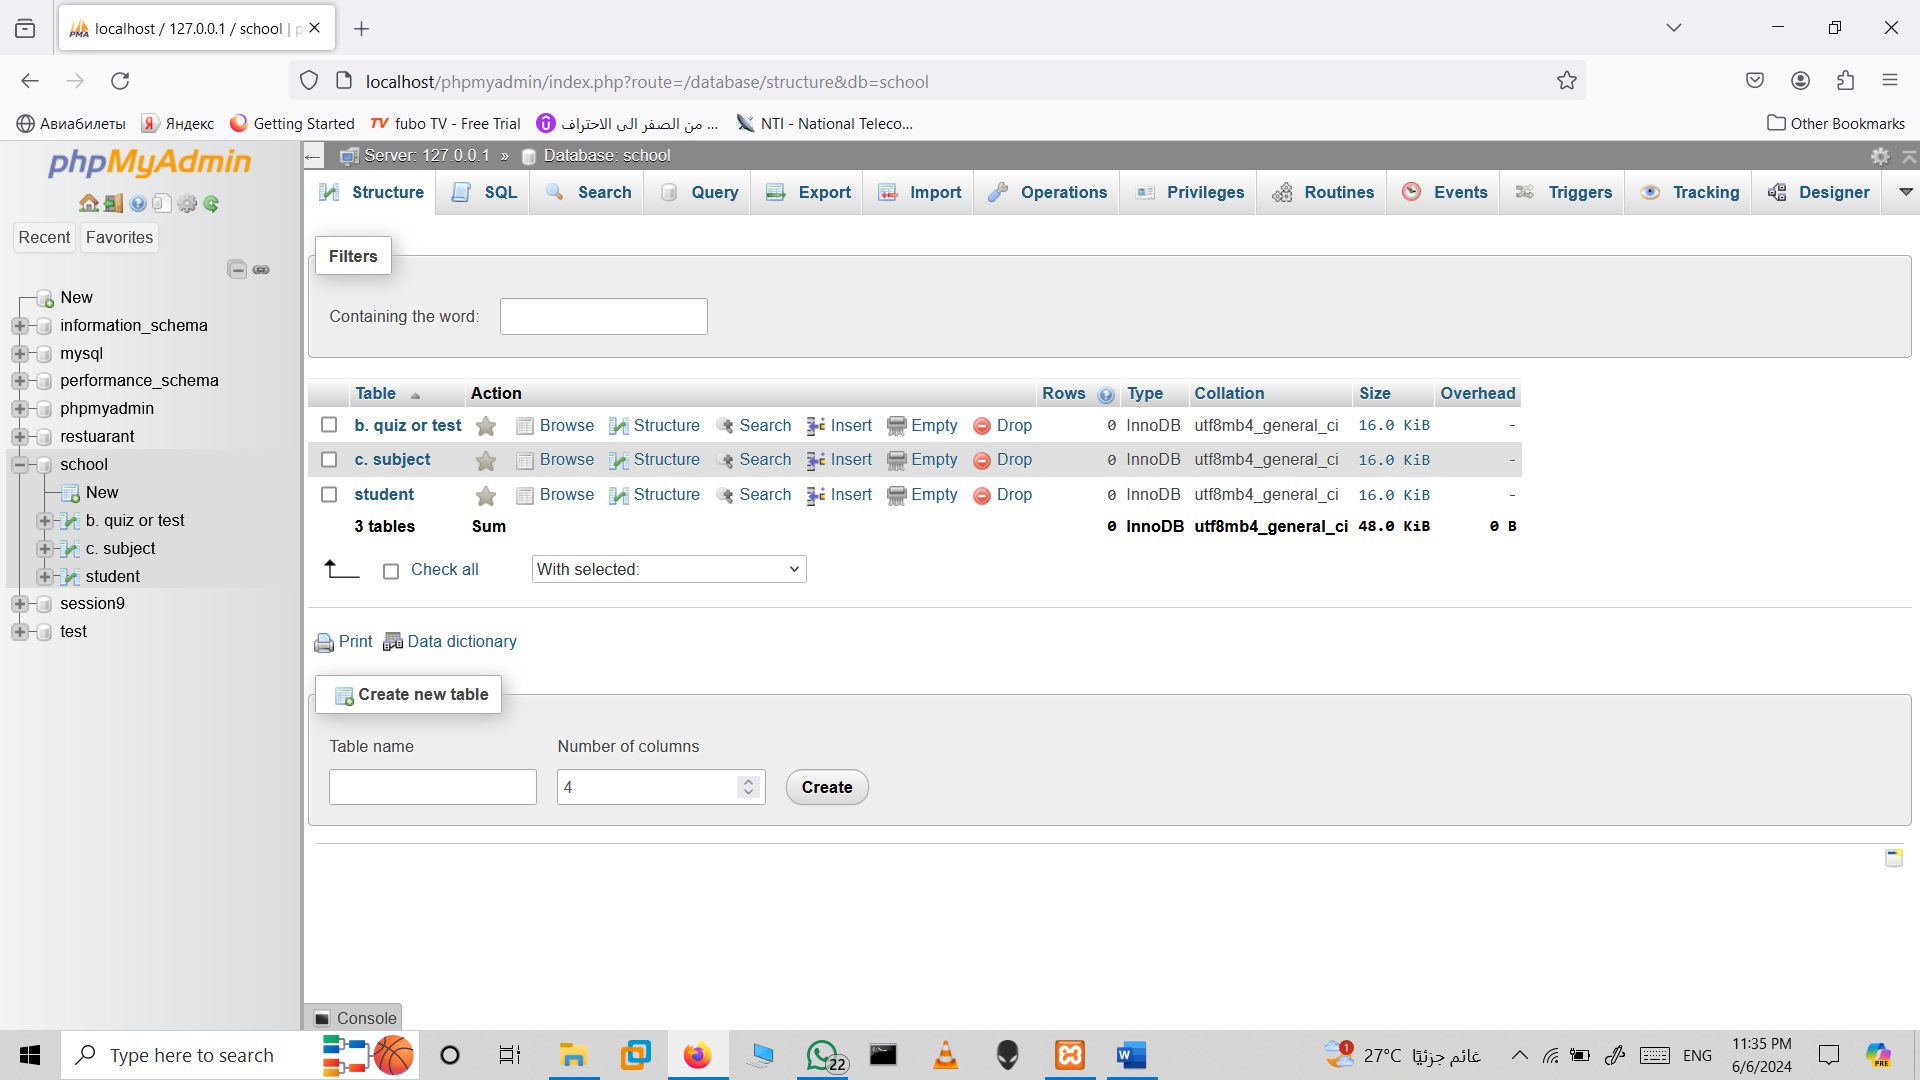 localhost / 127.0.0.1 / school | p
localhost/phpmyadmin/index.php?route=/database/structure&db=school
Авиабилеты
Яндекс
Getting Started
fubo TV - Free Trial
من الصفر الى الاحتراف ...
NTI - National Teleco...
Other Bookmarks
phpMyAdmin
Recent
Favorites
New
information_schema
mysql
performance_schema
phpmyadmin
restuarant
school
New
b. quiz or test
c. subject
student
session9
test
Server: 127.0.0.1 » Database: school
Structure SQL Search Query Export Import Operations Privileges Routines Events Triggers Tracking Designer
Filters
Containing the word:
Table Action Rows Type Collation Size Overhead
b. quiz or test Browse Structure Search Insert Empty Drop 0 InnoDB utf8mb4_general_ci 16.0 KiB -
c. subject Browse Structure Search Insert Empty Drop 0 InnoDB utf8mb4_general_ci 16.0 KiB -
student Browse Structure Search Insert Empty Drop 0 InnoDB utf8mb4_general_ci 16.0 KiB -
3 tables Sum 0 InnoDB utf8mb4_general_ci 48.0 KiB 0 B
Check all With selected:
Print Data dictionary
Create new table
Table name Number of columns
4 Create
Console
Type here to search
22
1
27°C غائم جزئيًا
ENG
11:35 PM
6/6/2024
PRE